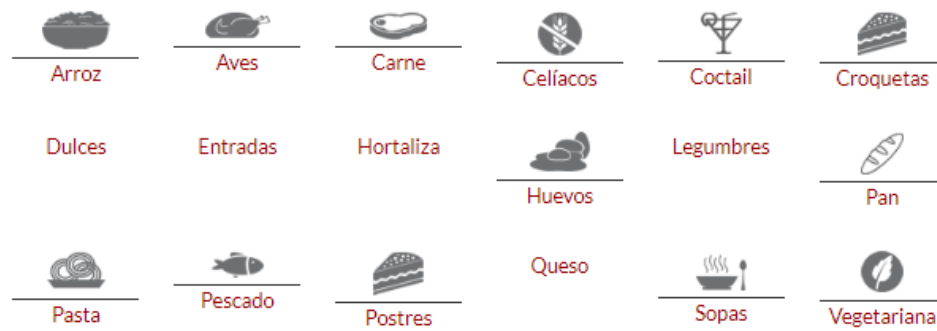 Arroz
Aves
Carne
Celíacos
Coctail
Croquetas
Dulces
Entradas
Hortaliza
Huevos
Legumbres
Pan
Pasta
Pescado
Postres
Queso
Sopas
Vegetariana